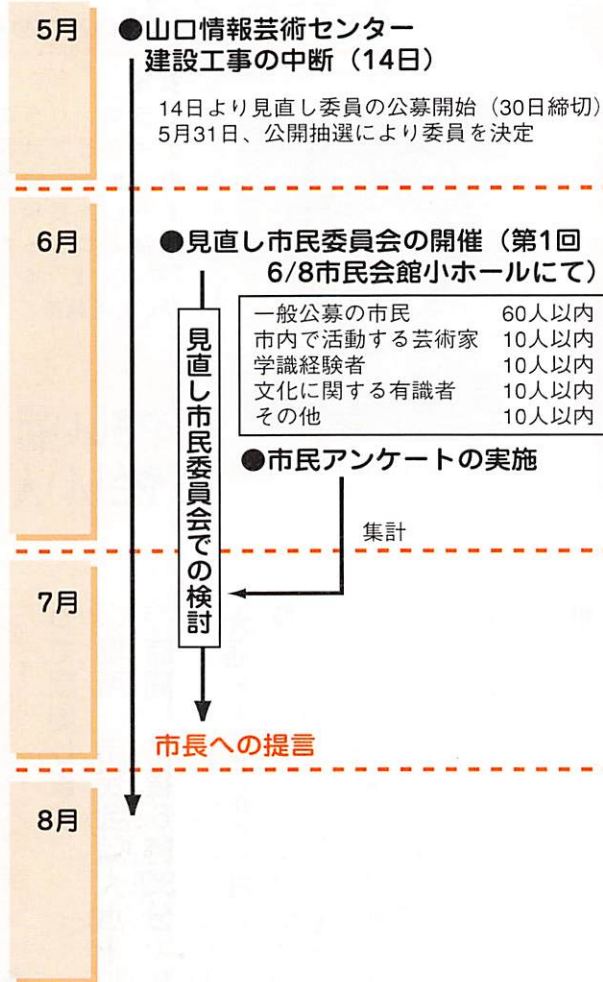 5月
●山口情報芸術センター
建設工事の中断（14日）
14日より見直し委員の公募開始（30日締切）
5月31日、公開抽選により委員を決定
6月
●見直し市民委員会の開催（第1回
6/8市民会館小ホールにて）
一般公募の市民 60人以内
市内で活動する芸術家 10人以内
学識経験者 10人以内
文化に関する有識者 10人以内
その他 10人以内
見直し市民委員会での検討
●市民アンケートの実施
集計
7月
市長への提言
8月